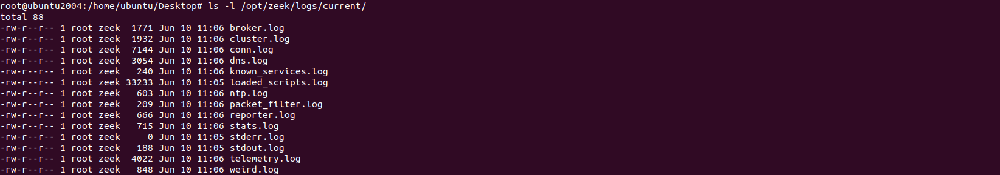 root@ubuntu2004:/home/ubuntu/Desktop# ls -l /opt/zeek/logs/current/
total 88
-rw-r--r-- 1 root zeek  1771 Jun 10 11:06 broker.log
-rw-r--r-- 1 root zeek  1932 Jun 10 11:06 cluster.log
-rw-r--r-- 1 root zeek  7144 Jun 10 11:06 conn.log
-rw-r--r-- 1 root zeek  3054 Jun 10 11:06 dns.log
-rw-r--r-- 1 root zeek   240 Jun 10 11:06 known_services.log
-rw-r--r-- 1 root zeek 33233 Jun 10 11:05 loaded_scripts.log
-rw-r--r-- 1 root zeek   603 Jun 10 11:06 ntp.log
-rw-r--r-- 1 root zeek   209 Jun 10 11:06 packet_filter.log
-rw-r--r-- 1 root zeek   666 Jun 10 11:06 reporter.log
-rw-r--r-- 1 root zeek   715 Jun 10 11:06 stats.log
-rw-r--r-- 1 root zeek     0 Jun 10 11:05 stderr.log
-rw-r--r-- 1 root zeek   188 Jun 10 11:05 stdout.log
-rw-r--r-- 1 root zeek  4022 Jun 10 11:06 telemetry.log
-rw-r--r-- 1 root zeek   848 Jun 10 11:06 weird.log